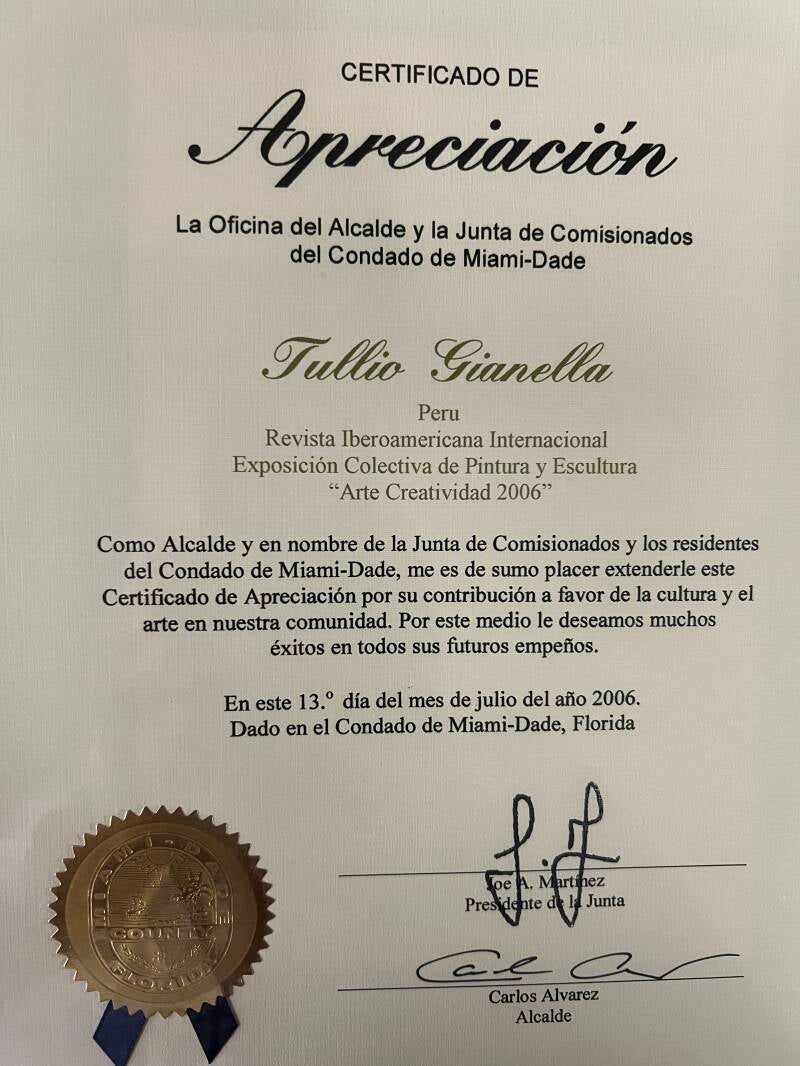 CERTIFICADO DE
Apreciación
La Oficina del Alcalde y la Junta de Comisionados
del Condado de Miami-Dade
Tullio Gianella
Peru
Revista Iberoamericana Internacional
Exposición Colectiva de Pintura y Escultura
“Arte Creatividad 2006”
Como Alcalde y en nombre de la Junta de Comisionados y los residentes
del Condado de Miami-Dade, me es de sumo placer extenderle este
Certificado de Apreciación por su contribución a favor de la cultura y el
arte en nuestra comunidad. Por este medio le deseamos muchos
éxitos en todos sus futuros empeños.
En este 13.º día del mes de julio del año 2006.
Dado en el Condado de Miami-Dade, Florida
Joe A. Martínez
Presidente de la Junta
Carlos Alvarez
Alcalde
MIAMI-DADE
COUNTY
FLORIDA